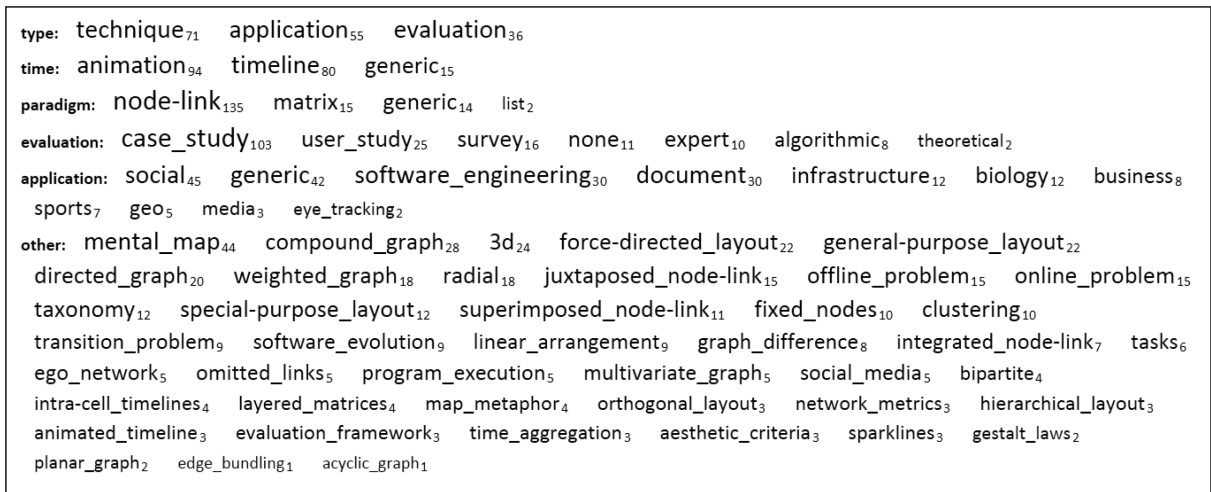 type: technique71 application55 evaluation36
time: animation94 timeline80 generic15
paradigm: node-link135 matrix15 generic14 list2
evaluation: case_study103 user_study25 survey16 none11 expert10 algorithmic8 theoretical2
application: social45 generic42 software_engineering30 document30 infrastructure12 biology12 business8
sports7 geo5 media3 eye_tracking2
other: mental_map44 compound_graph28 3d24 force-directed_layout22 general-purpose_layout22
directed_graph20 weighted_graph18 radial18 juxtaposed_node-link15 offline_problem15 online_problem15
taxonomy12 special-purpose_layout12 superimposed_node-link11 fixed_nodes10 clustering10
transition_problem9 software_evolution9 linear_arrangement9 graph_difference8 integrated_node-link7 tasks6
ego_network5 omitted_links5 program_execution5 multivariate_graph5 social_media5 bipartite4
intra-cell_timelines4 layered_matrices4 map_metaphor4 orthogonal_layout3 network_metrics3 hierarchical_layout3
animated_timeline3 evaluation_framework3 time_aggregation3 aesthetic_criteria3 sparklines3 gestalt_laws2
planar_graph2 edge_bundling1 acyclic_graph1